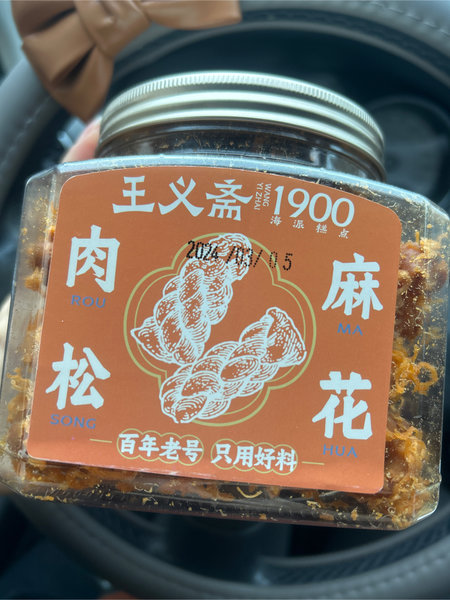 王义斋 WANG YI ZHAI 1900
海派糕点
2024/03/05
肉 麻
ROU MA
松 花
SONG HUA
百年老号 只用好料